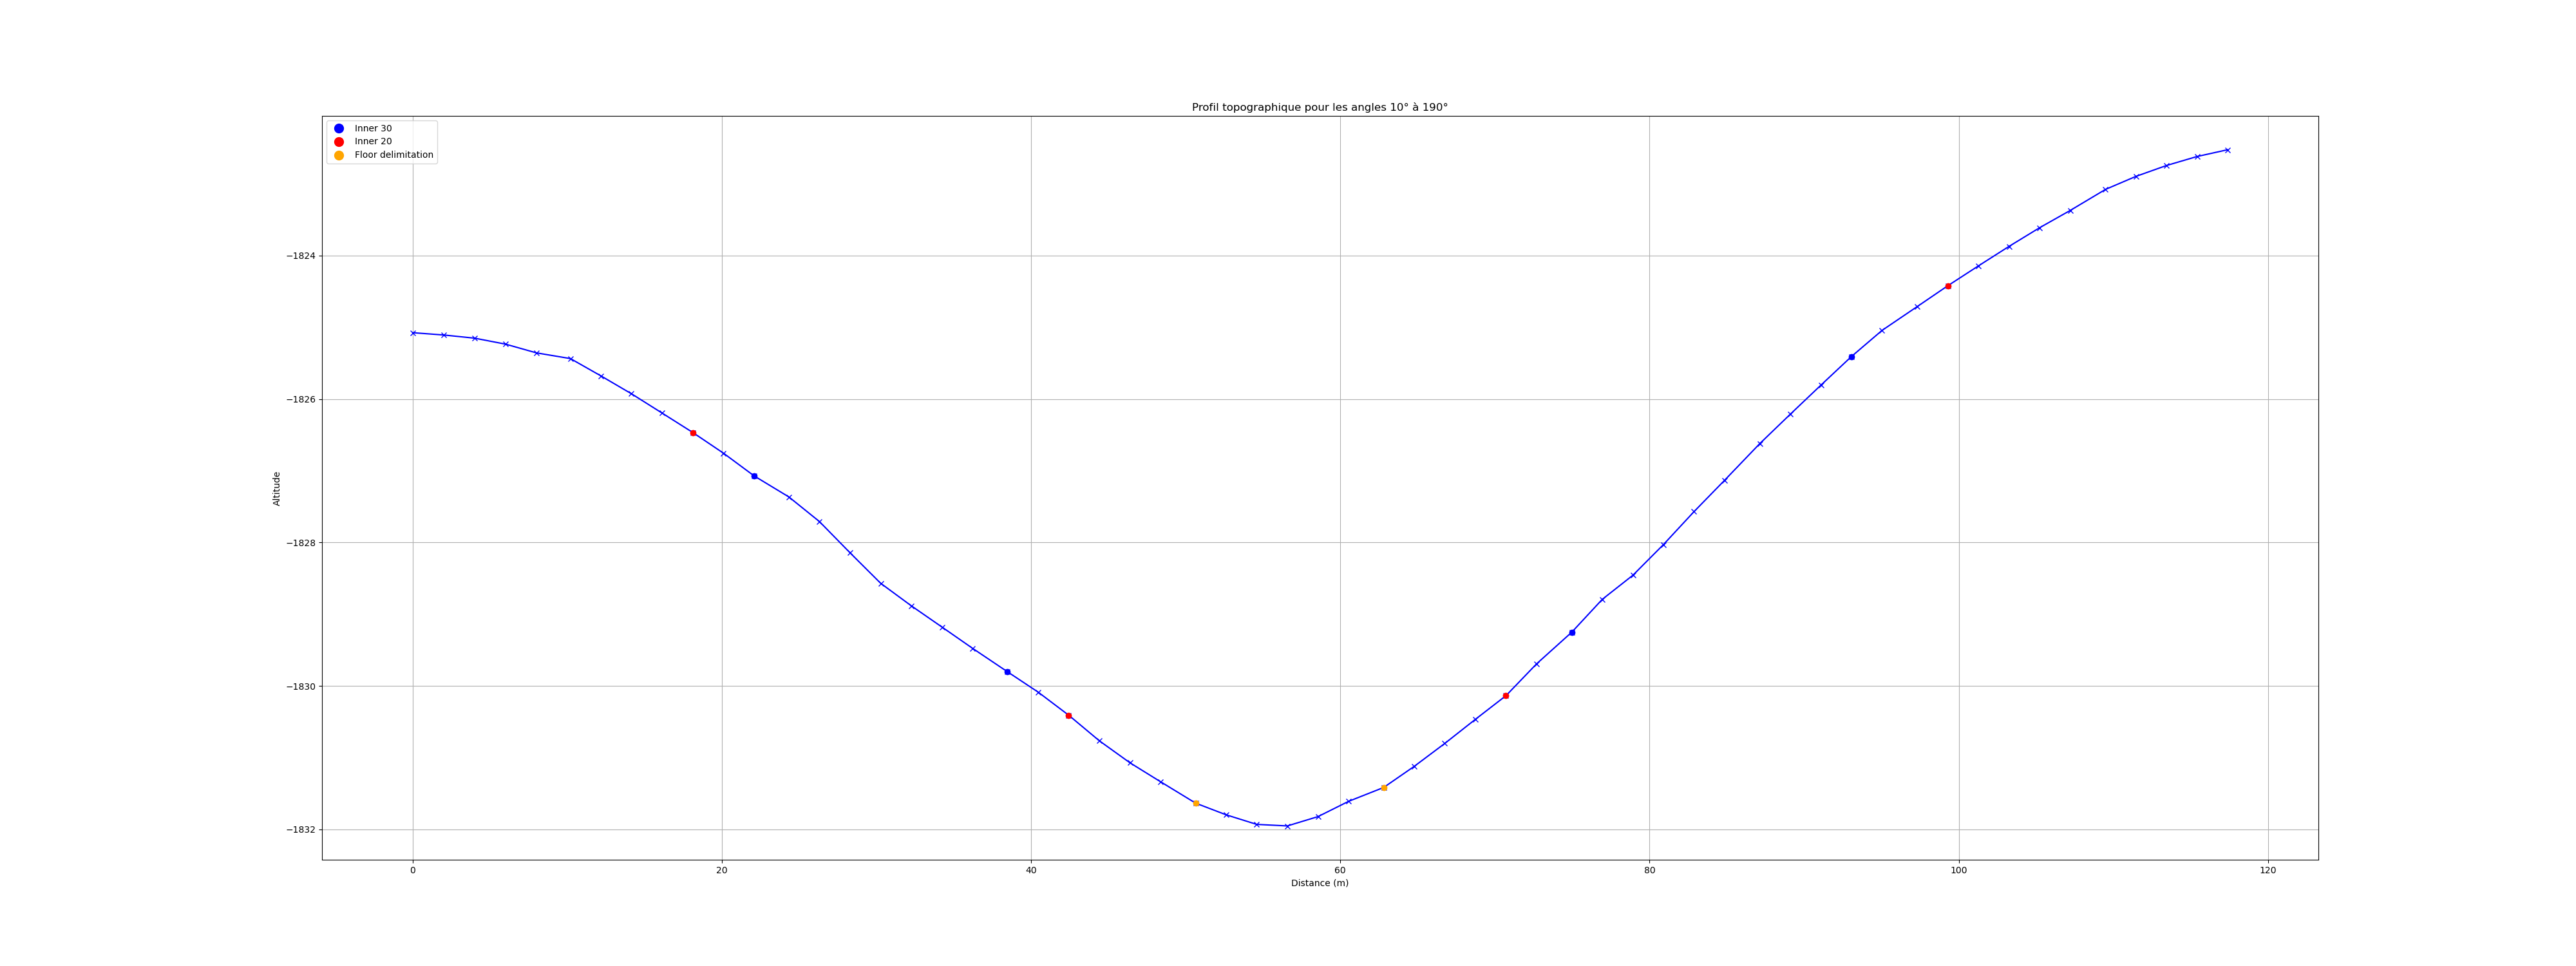 Profil topographique pour les angles 10° à 190°
Inner 30
Inner 20
Floor delimitation
−1824
−1826
−1828
−1830
−1832
Altitude
0 20 40 60 80 100 120
Distance (m)